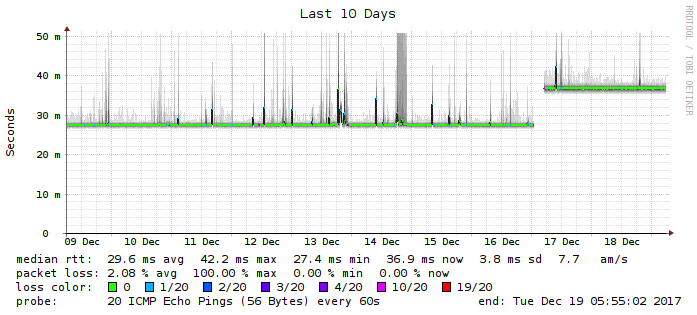 Last 10 Days
RRDTOOL / TOBI OETIKER
Seconds
50 m
40 m
30 m
20 m
10 m
0
09 Dec 10 Dec 11 Dec 12 Dec 13 Dec 14 Dec 15 Dec 16 Dec 17 Dec 18 Dec
median rtt: 29.6 ms avg 42.2 ms max 27.4 ms min 36.9 ms now 3.8 ms sd 7.7 am/s
packet loss: 2.08 % avg 100.00 % max 0.00 % min 0.00 % now
loss color: 0 1/20 2/20 3/20 4/20 10/20 19/20
probe: 20 ICMP Echo Pings (56 Bytes) every 60s end: Tue Dec 19 05:55:02 2017